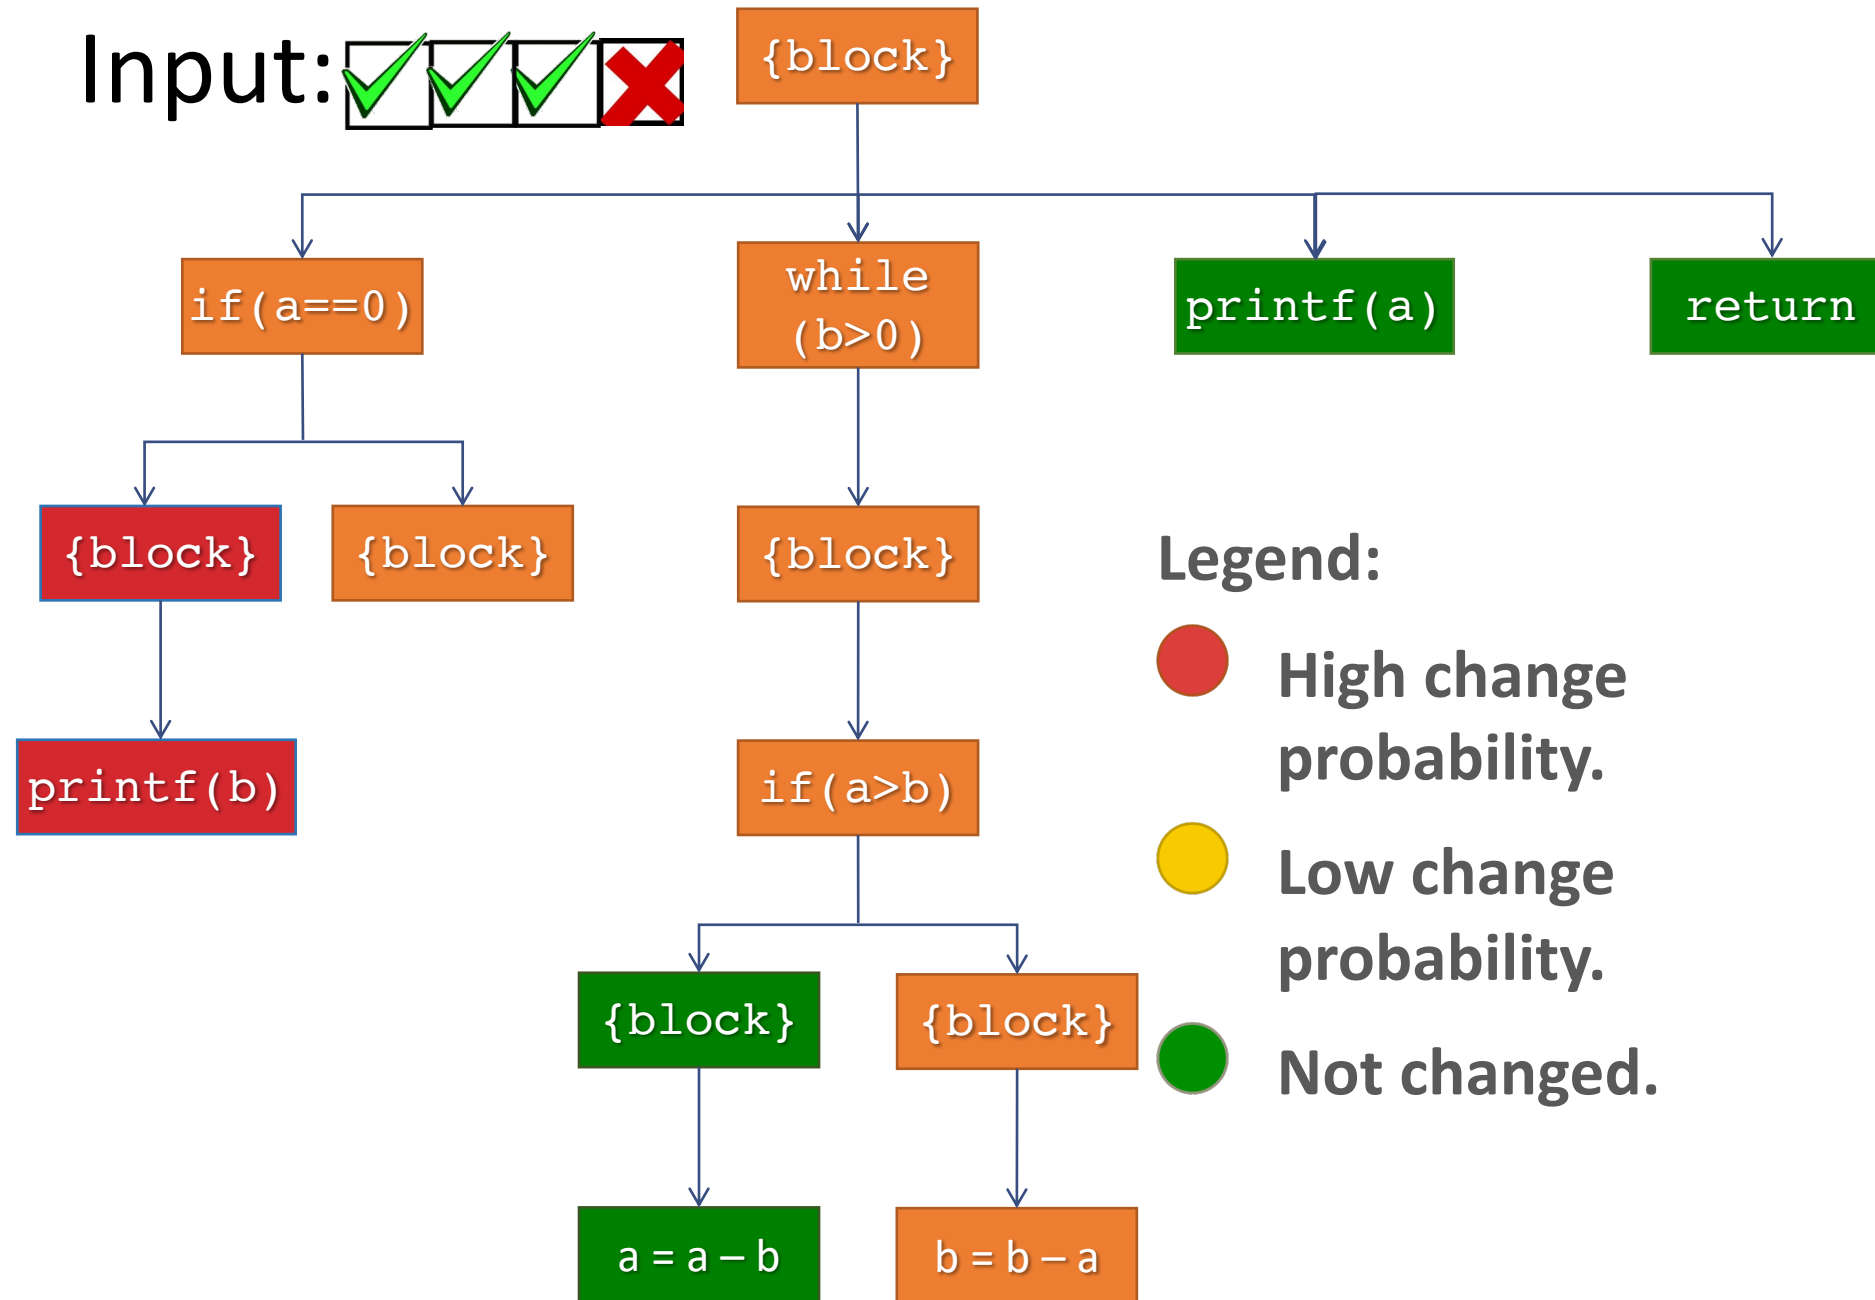 Input:
{block}
if(a==0)
while
(b>0)
printf(a)
return
{block}
{block}
{block}
printf(b)
if(a>b)
{block}
{block}
a = a – b
b = b – a
Legend:
High change
probability.
Low change
probability.
Not changed.